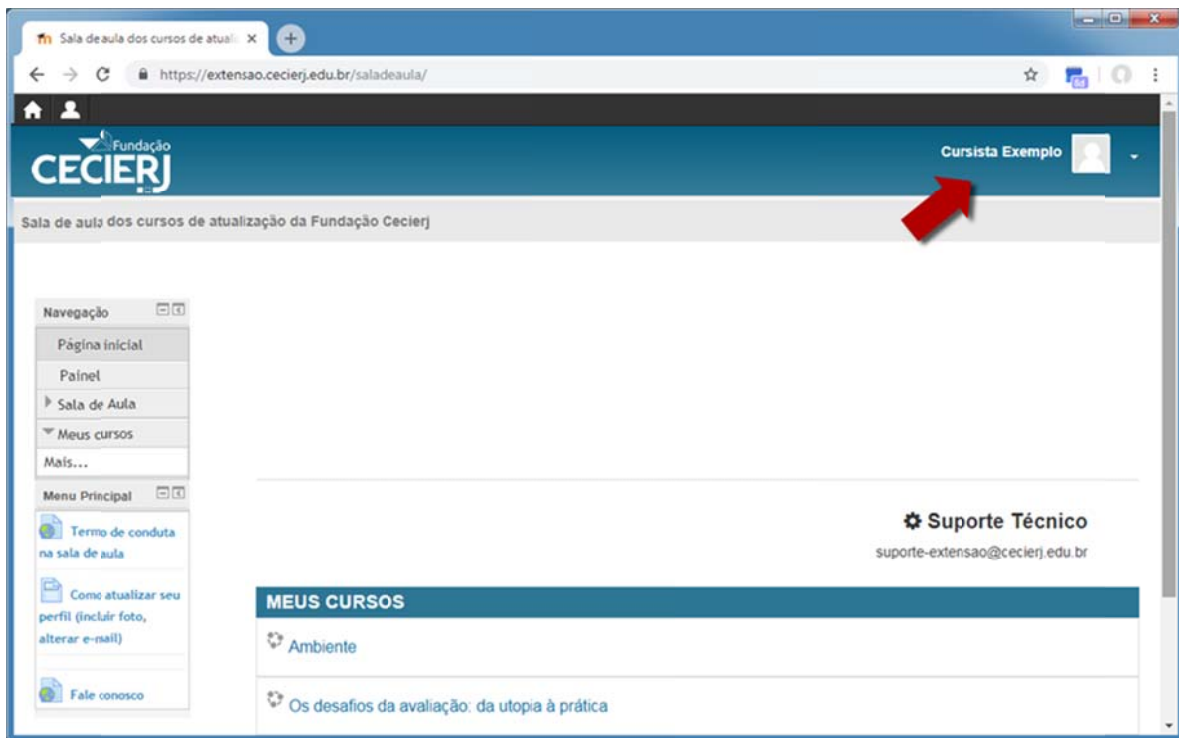 Sala de aula dos cursos de atuali
https://extensao.cecierj.edu.br/saladeaula/
Fundação
CECIERJ
Cursista Exemplo
Sala de aula dos cursos de atualização da Fundação Cecierj
Navegação
Página inicial
Painel
Sala de Aula
Meus cursos
Mais...
Menu Principal
Termo de conduta
na sala de aula
Como atualizar seu
perfil (incluir foto,
alterar e-mail)
Fale conosco
Suporte Técnico
suporte-extensao@cecierj.edu.br
MEUS CURSOS
Ambiente
Os desafios da avaliação: da utopia à prática